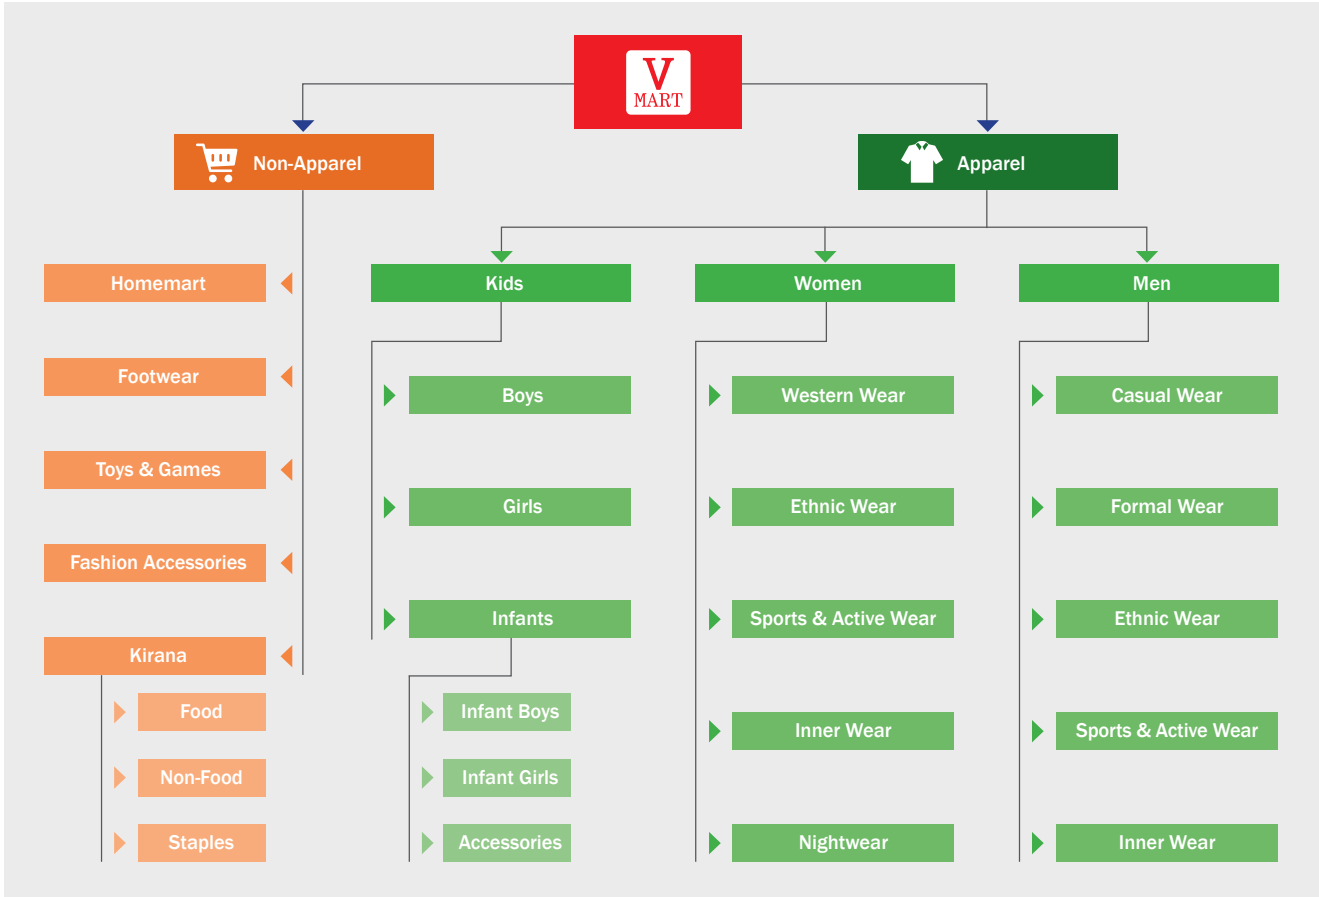 V
MART
Non-Apparel
Apparel
Homemart
Footwear
Toys & Games
Fashion Accessories
Kirana
Food
Non-Food
Staples
Kids
Boys
Girls
Infants
Infant Boys
Infant Girls
Accessories
Women
Western Wear
Ethnic Wear
Sports & Active Wear
Inner Wear
Nightwear
Men
Casual Wear
Formal Wear
Ethnic Wear
Sports & Active Wear
Inner Wear